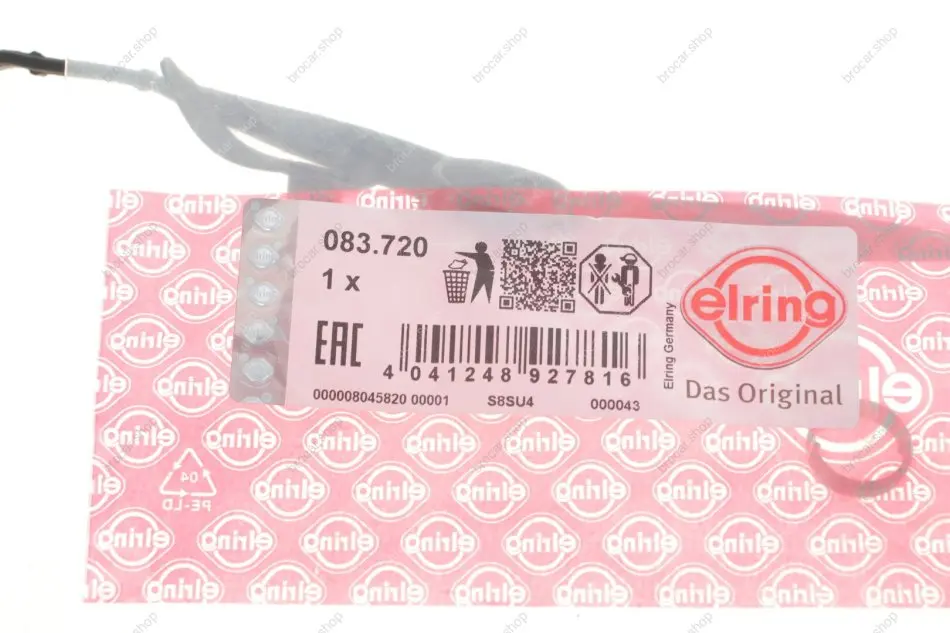 083.720
1 x
EAC
4 041248 927816
000008045820 00001 S8SU4 000043
Elring Germany
elring
Das Original
elring
04
PE-LD
brocar.shop